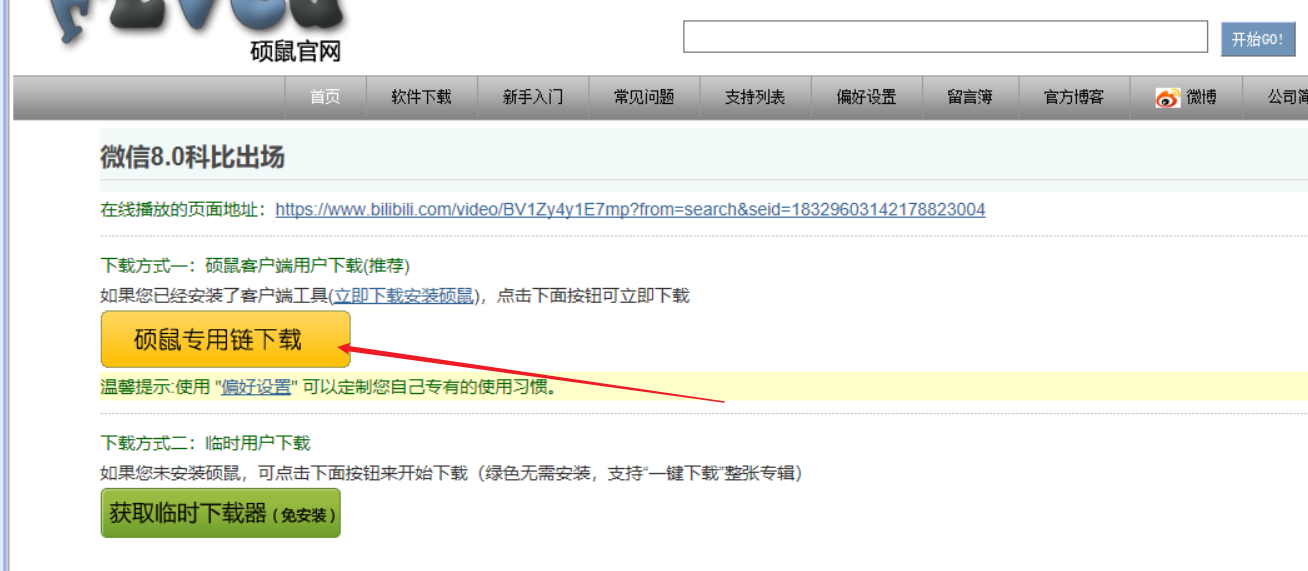 硕鼠官网
开始GO!
首页 软件下载 新手入门 常见问题 支持列表 偏好设置 留言簿 官方博客 微博 公司简
微信8.0科比出场
在线播放的页面地址：https://www.bilibili.com/video/BV1Zy4y1E7mp?from=search&seid=18329603142178823004
下载方式一：硕鼠客户端用户下载(推荐)
如果您已经安装了客户端工具(立即下载安装硕鼠)，点击下面按钮可立即下载
硕鼠专用链下载
温馨提示:使用 "偏好设置" 可以定制您自己专有的使用习惯。
下载方式二：临时用户下载
如果您未安装硕鼠，可点击下面按钮来开始下载（绿色无需安装，支持“一键下载”整张专辑）
获取临时下载器 (免安装)